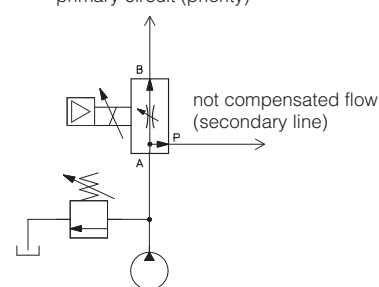 primary circuit (priority)
B
not compensated flow
(secondary line)
P
A